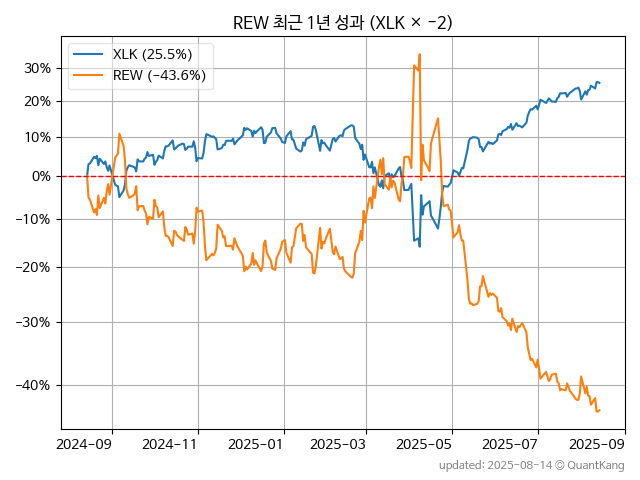 REW 최근 1년 성과 (XLK × −2)
XLK (25.5%)
REW (−43.6%)
30%
20%
10%
0%
−10%
−20%
−30%
−40%
2024−09 2024−11 2025−01 2025−03 2025−05 2025−07 2025−09
updated: 2025-08-14 © QuantKang